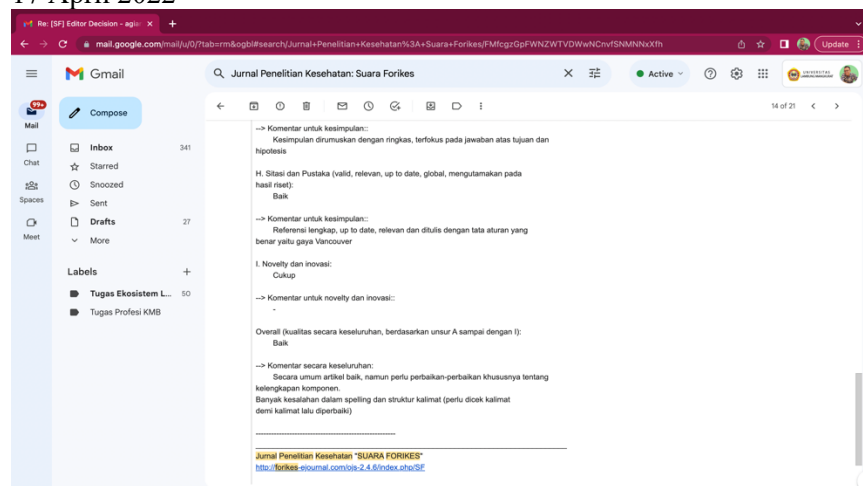 17 April 2022
Re: [SF] Editor Decision - agian
mail.google.com/mail/u/0/?tab=rm&ogbl#search/Jurnal+Penelitian+Kesehatan%3A+Suara+Forikes/FMfcgzGpFWNZWTVDWwNCnvfSNMNNxXfh
Update
Gmail
Jurnal Penelitian Kesehatan: Suara Forikes
Active
99+
Mail
Chat
Spaces
Meet
Compose
Inbox 341
Starred
Snoozed
Sent
Drafts 27
More
Labels
Tugas Ekosistem L... 50
Tugas Profesi KMB
14 of 21
--> Komentar untuk kesimpulan::
Kesimpulan dirumuskan dengan ringkas, terfokus pada jawaban atas tujuan dan
hipotesis
H. Sitasi dan Pustaka (valid, relevan, up to date, global, mengutamakan pada
hasil riset):
Baik
--> Komentar untuk kesimpulan::
Referensi lengkap, up to date, relevan dan ditulis dengan tata aturan yang
benar yaitu gaya Vancouver
I. Novelty dan inovasi:
Cukup
--> Komentar untuk novelty dan inovasi::
-
Overall (kualitas secara keseluruhan, berdasarkan unsur A sampai dengan I):
Baik
--> Komentar secara keseluruhan:
Secara umum artikel baik, namun perlu perbaikan-perbaikan khususnya tentang
kelengkapan komponen.
Banyak kesalahan dalam spelling dan struktur kalimat (perlu dicek kalimat
demi kalimat lalu diperbaiki)
Jurnal Penelitian Kesehatan "SUARA FORIKES"
http://forikes-ejournal.com/ojs-2.4.6/index.php/SF